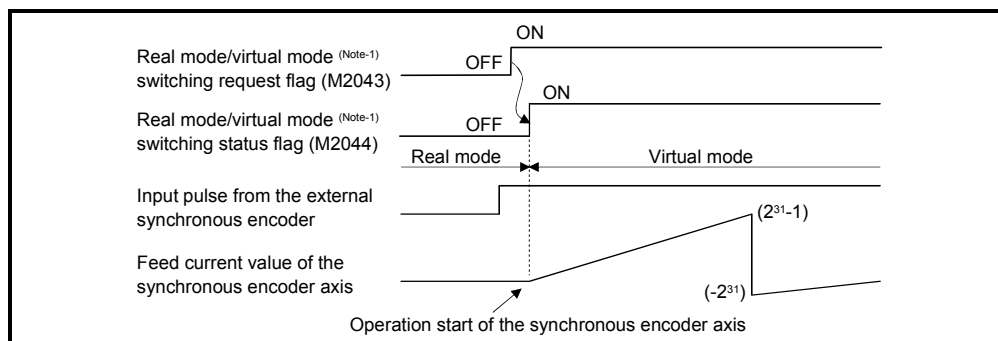 ON
Real mode/virtual mode (Note-1)
OFF
switching request flag (M2043)
ON
Real mode/virtual mode (Note-1)
OFF
switching status flag (M2044)
Real mode
Virtual mode
Input pulse from the external
synchronous encoder
(2³¹-1)
Feed current value of the
synchronous encoder axis
(-2³¹)
Operation start of the synchronous encoder axis